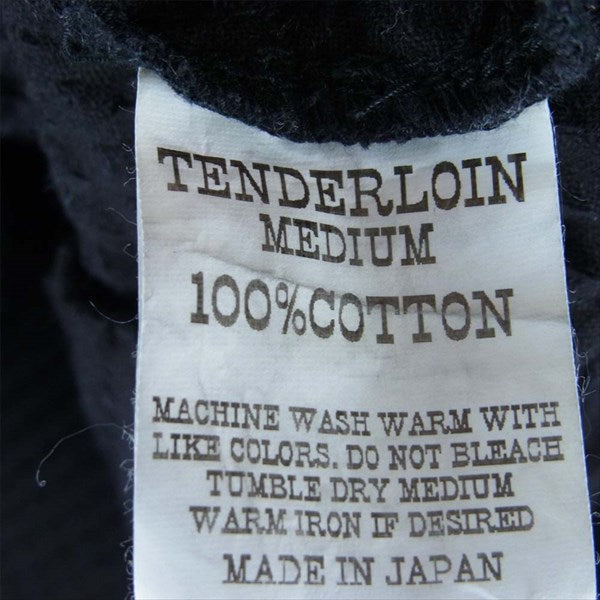 TENDERLOIN
MEDIUM
100%COTTON
MACHINE WASH WARM WITH
LIKE COLORS. DO NOT BLEACH
TUMBLE DRY MEDIUM
WARM IRON IF DESIRED
MADE IN JAPAN